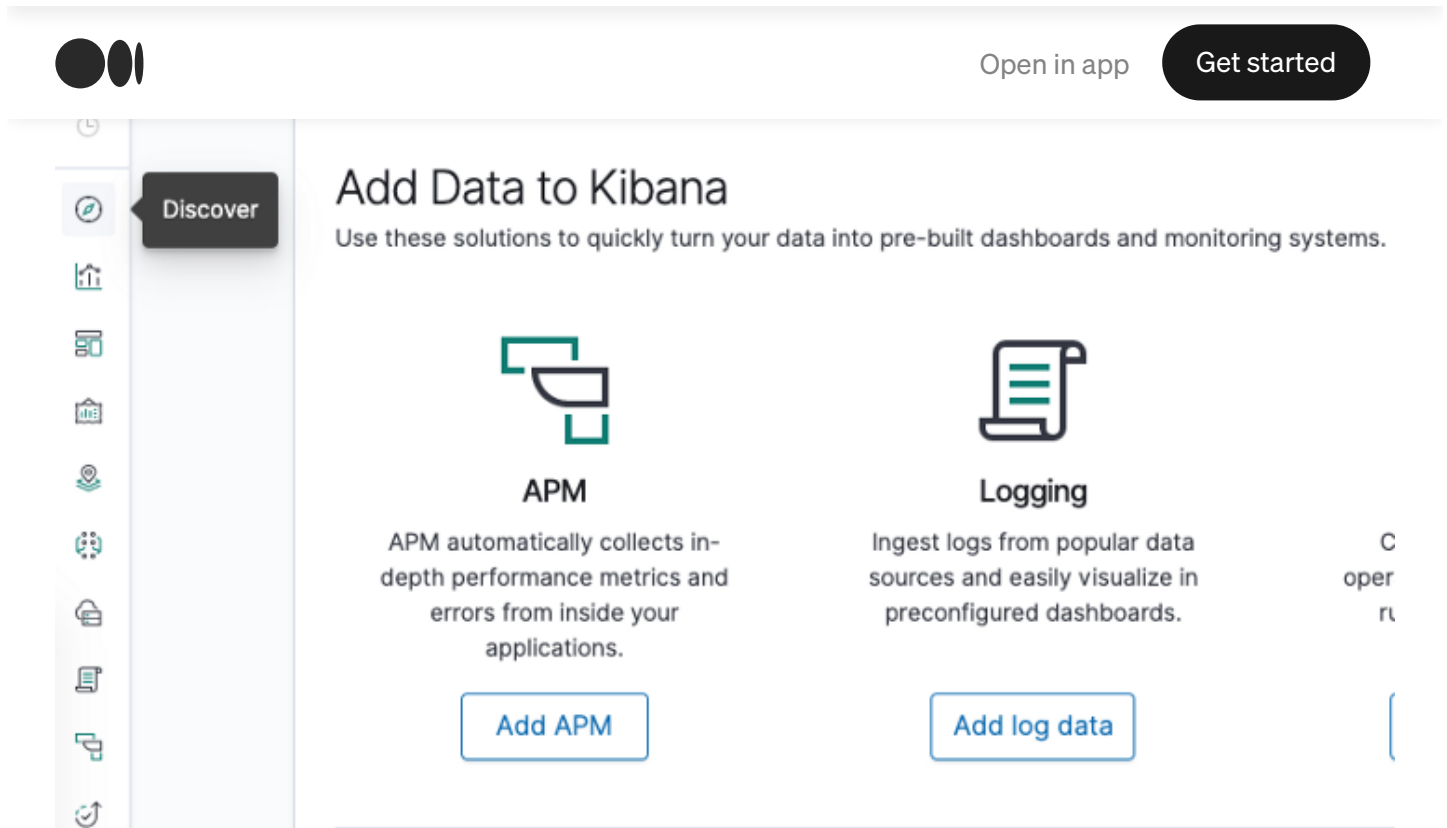 Open in app
Get started
Discover
Add Data to Kibana
Use these solutions to quickly turn your data into pre-built dashboards and monitoring systems.
APM
APM automatically collects in-
depth performance metrics and
errors from inside your
applications.
Add APM
Logging
Ingest logs from popular data
sources and easily visualize in
preconfigured dashboards.
Add log data
C
oper